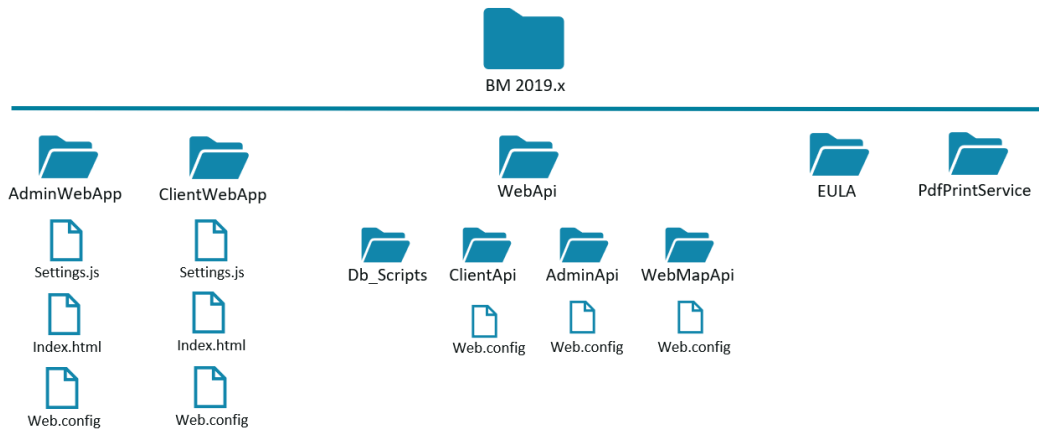 BM 2019.x
AdminWebApp
ClientWebApp
WebApi
EULA
PdfPrintService
Settings.js
Settings.js
Db_Scripts
ClientApi
AdminApi
WebMapApi
Index.html
Index.html
Web.config
Web.config
Web.config
Web.config
Web.config